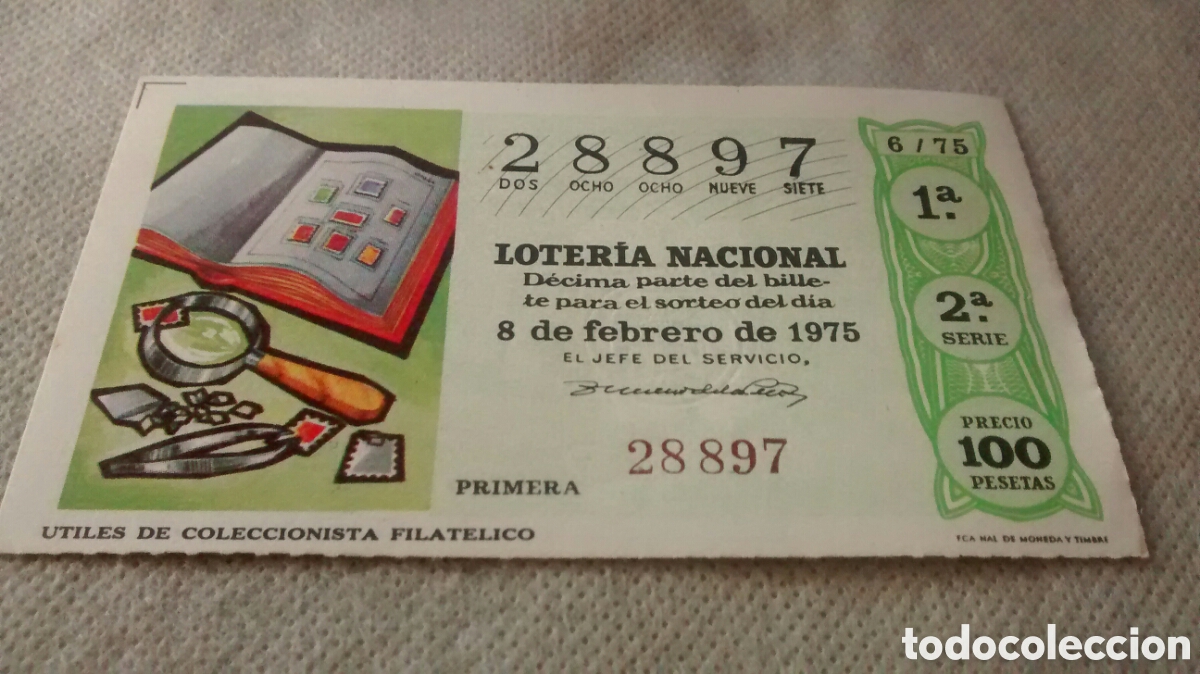 28897
DOS OCHO OCHO NUEVE SIETE
LOTERÍA NACIONAL
Décima parte del bille-
te para el sorteo del día
8 de febrero de 1975
EL JEFE DEL SERVICIO,
28897
PRIMERA
UTILES DE COLECCIONISTA FILATELICO
6 / 75
1.ª
2.ª
SERIE
PRECIO
100
PESETAS
FCA NAL DE MONEDA Y TIMBRE
todocoleccion